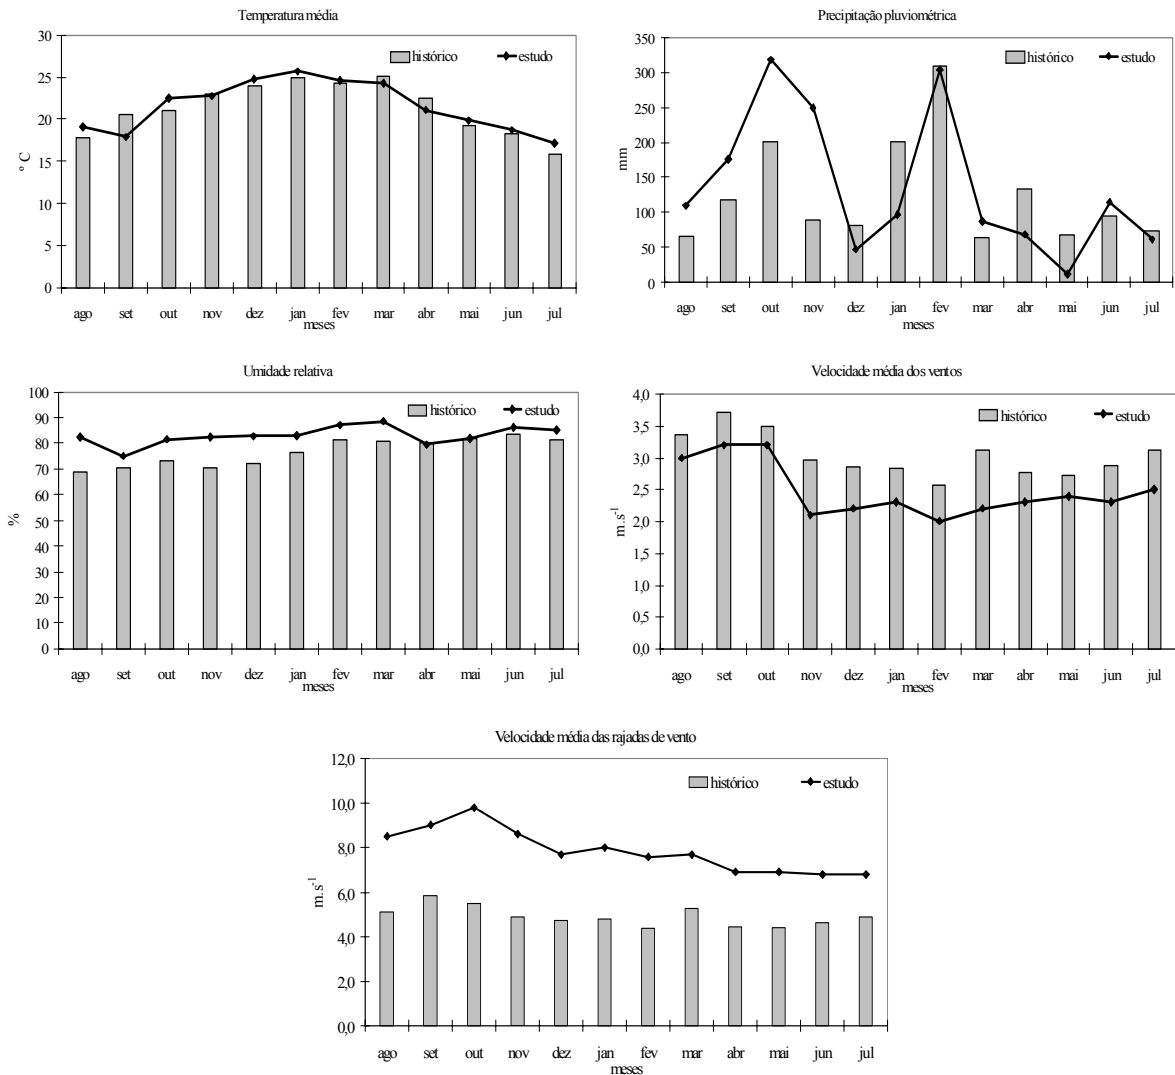 Temperatura média
30
25
20
15
10
5
0
º C
histórico estudo
ago set out nov dez jan fev mar abr mai jun jul
meses
Precipitação pluviométrica
350
300
250
200
150
100
50
0
mm
histórico estudo
ago set out nov dez jan fev mar abr mai jun jul
meses
Umidade relativa
100
90
80
70
60
50
40
30
20
10
0
%
histórico estudo
ago set out nov dez jan fev mar abr mai jun jul
meses
Velocidade média dos ventos
4,0
3,5
3,0
2,5
2,0
1,5
1,0
0,5
0,0
m.s⁻¹
histórico estudo
ago set out nov dez jan fev mar abr mai jun jul
meses
Velocidade média das rajadas de vento
12,0
10,0
8,0
6,0
4,0
2,0
0,0
m.s⁻¹
histórico estudo
ago set out nov dez jan fev mar abr mai jun jul
meses